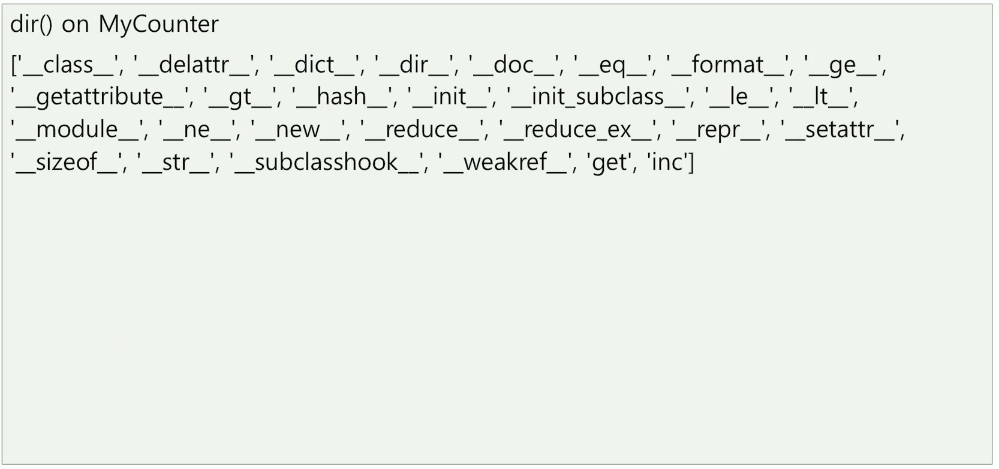 dir() on MyCounter
['__class__', '__delattr__', '__dict__', '__dir__', '__doc__', '__eq__', '__format__', '__ge__',
'__getattribute__', '__gt__', '__hash__', '__init__', '__init_subclass__', '__le__', '__lt__',
'__module__', '__ne__', '__new__', '__reduce__', '__reduce_ex__', '__repr__', '__setattr__',
'__sizeof__', '__str__', '__subclasshook__', '__weakref__', 'get', 'inc']